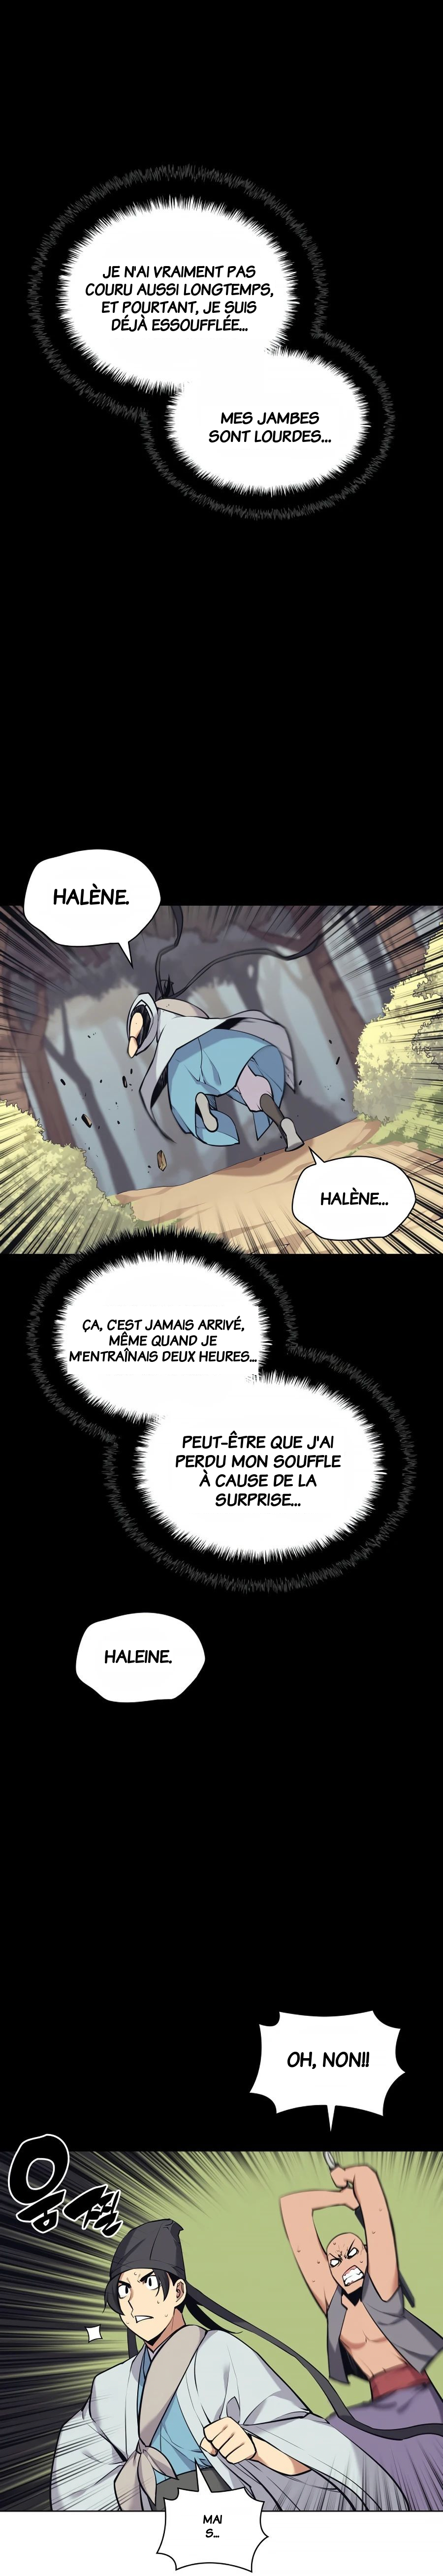 JE N'AI VRAIMENT PAS
COURU AUSSI LONGTEMPS,
ET POURTANT, JE SUIS
DÉJÀ ESSOUFFLÉE...
MES JAMBES
SONT LOURDES...
HALÈNE.
HALÈNE...
ÇA, C'EST JAMAIS ARRIVÉ,
MÊME QUAND JE
M'ENTRAÎNAIS DEUX HEURES...
PEUT-ÊTRE QUE J'AI
PERDU MON SOUFFLE
À CAUSE DE LA
SURPRISE...
HALEINE.
OH, NON!!
움찔
MAI
S...